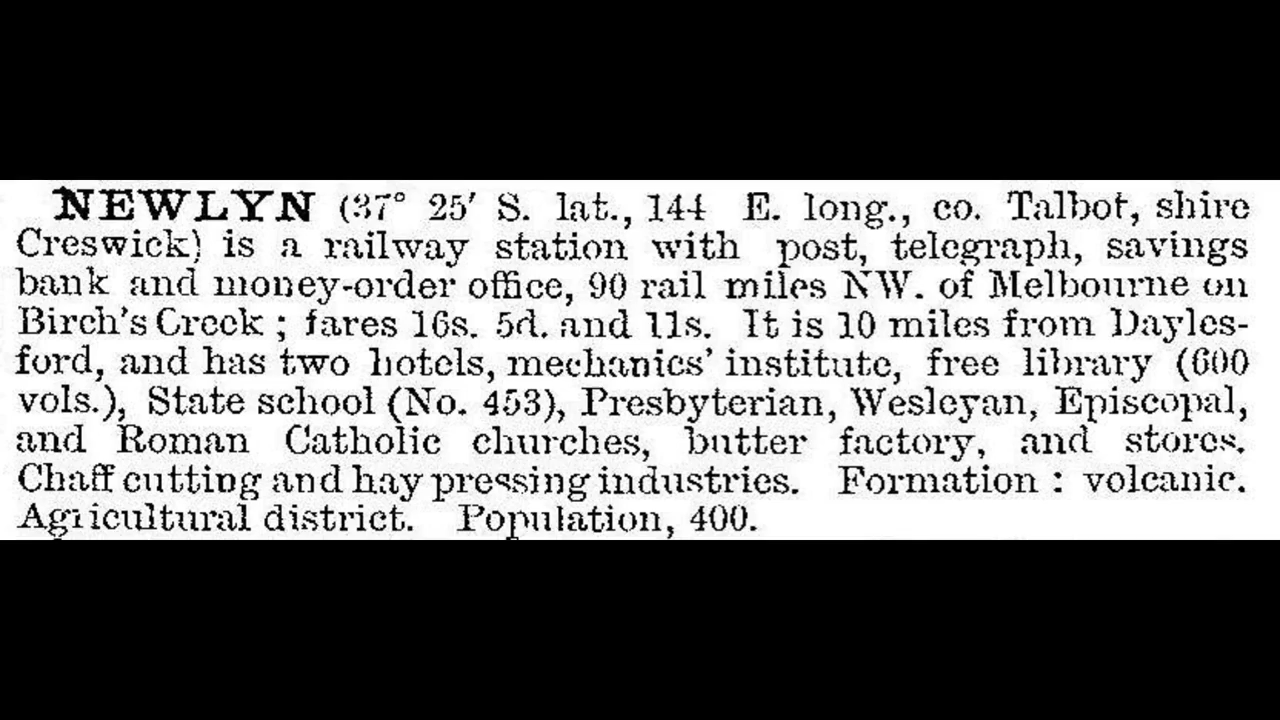 NEWLYN (37° 25′ S. lat., 144 E. long., co. Talbot, shire
Creswick) is a railway station with post, telegraph, savings
bank and money-order office, 90 rail miles NW. of Melbourne on
Birch's Creek ; fares 16s. 5d. and 11s. It is 10 miles from Dayles-
ford, and has two hotels, mechanics' institute, free library (600
vols.), State school (No. 453), Presbyterian, Wesleyan, Episcopal,
and Roman Catholic churches, butter factory, and stores.
Chaff cutting and hay pressing industries. Formation : volcanic.
Agricultural district. Population, 400.